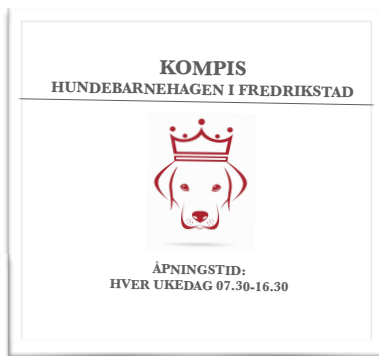 KOMPIS
HUNDEBARNEHAGEN I FREDRIKSTAD
ÅPNINGSTID:
HVER UKEDAG 07.30-16.30